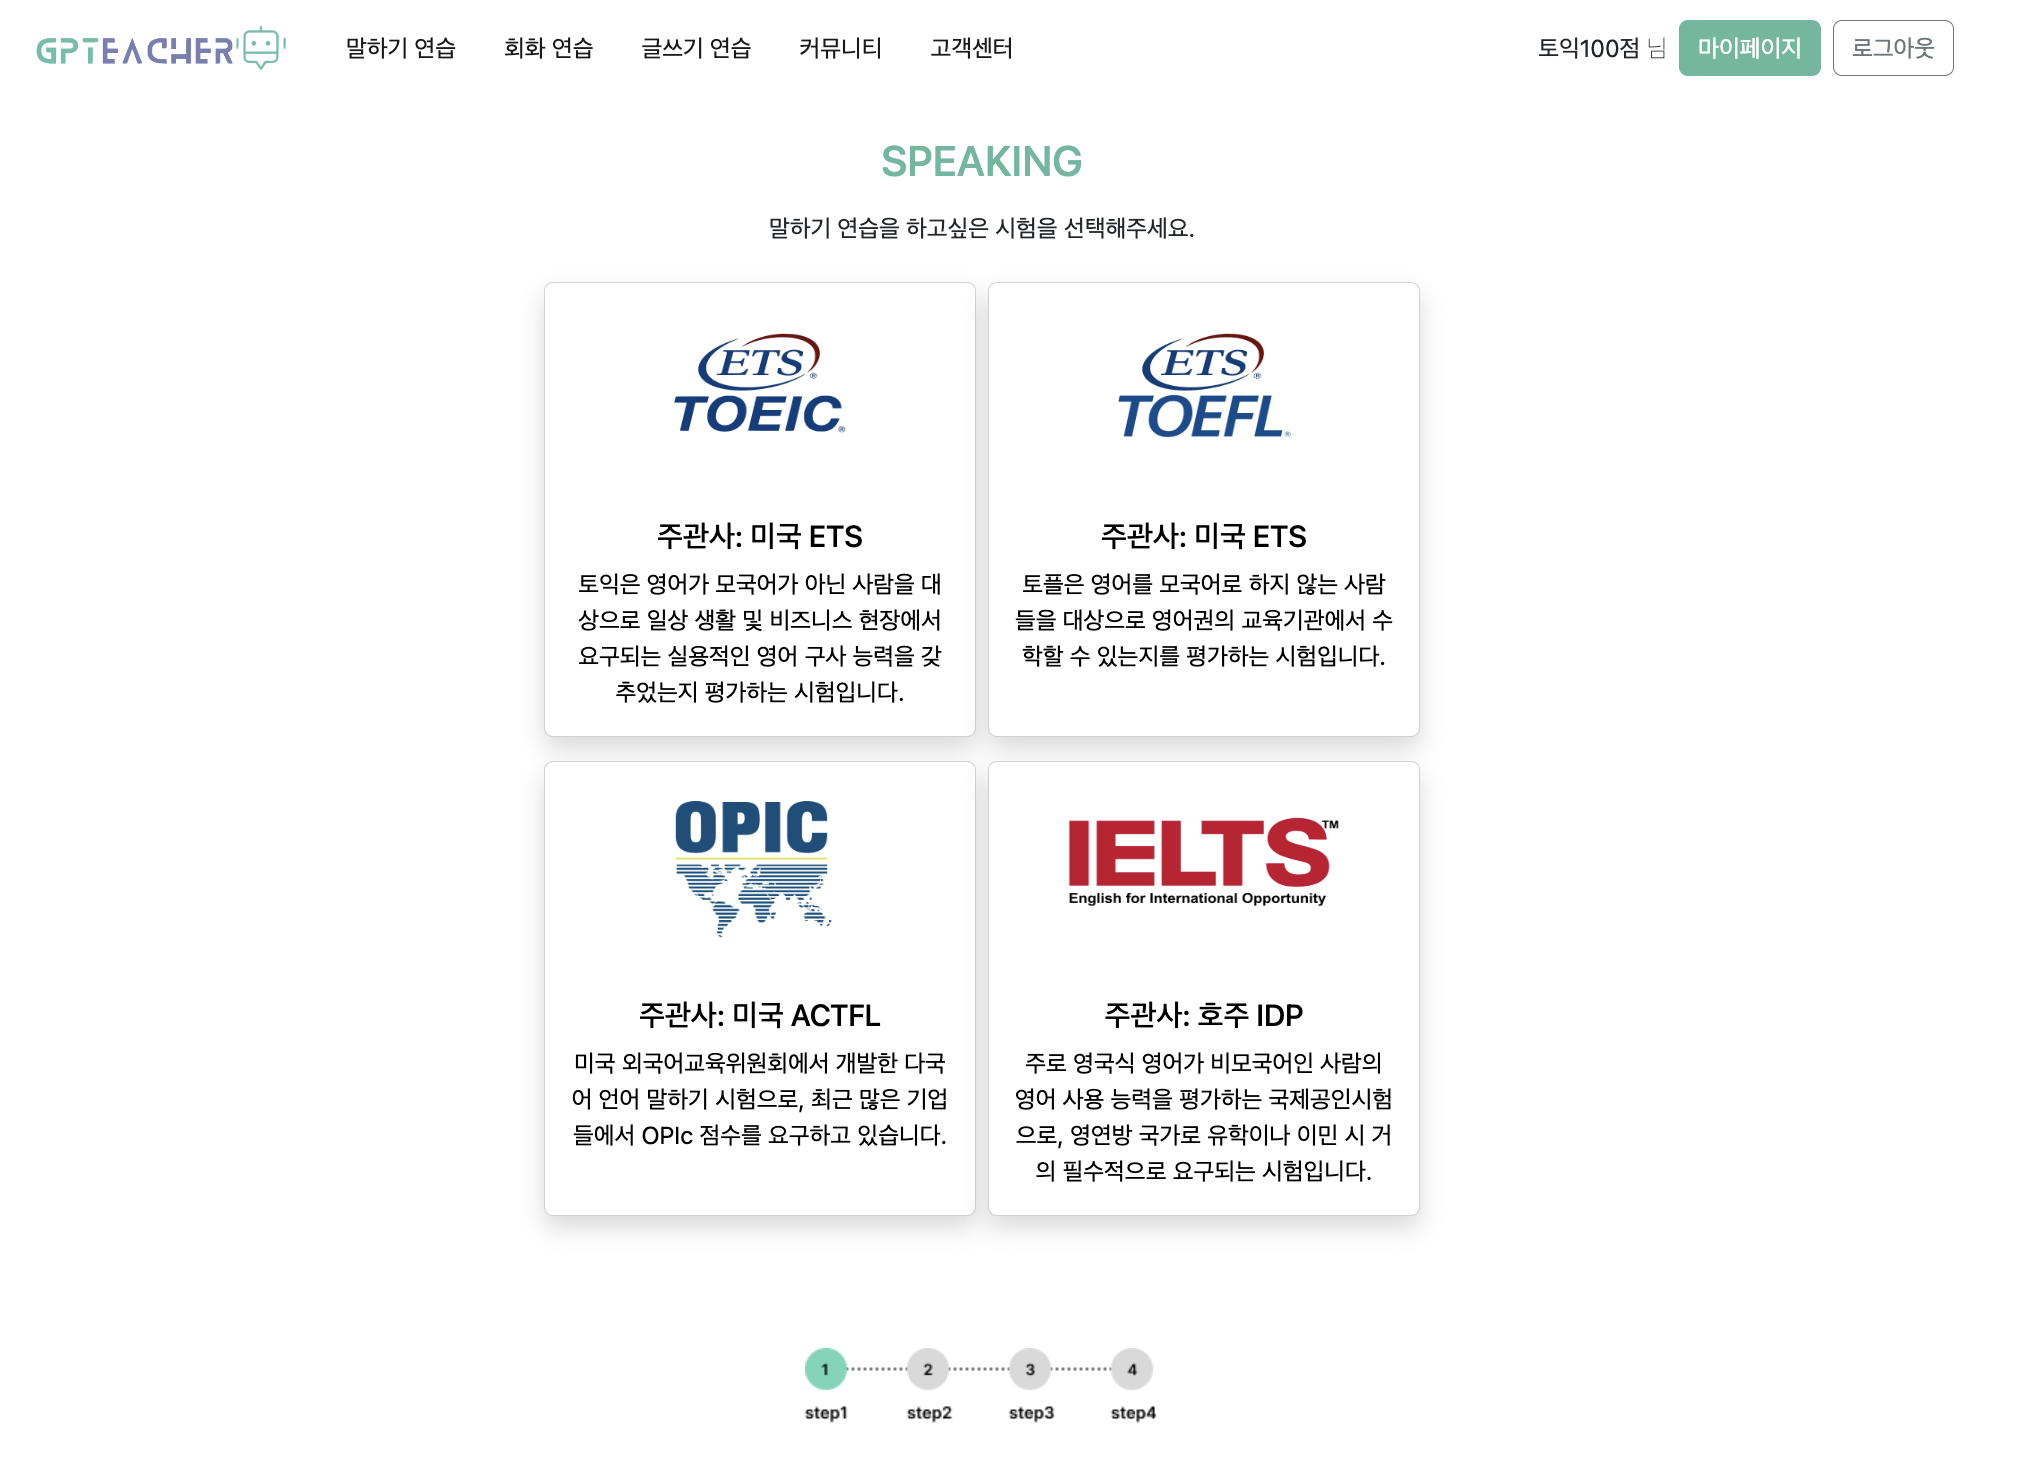 GPTEACHER 말하기 연습 회화 연습 글쓰기 연습 커뮤니티 고객센터 토익100점 님 마이페이지 로그아웃
SPEAKING
말하기 연습을 하고싶은 시험을 선택해주세요.
ETS®
TOEIC®
주관사: 미국 ETS
토익은 영어가 모국어가 아닌 사람을 대
상으로 일상 생활 및 비즈니스 현장에서
요구되는 실용적인 영어 구사 능력을 갖
추었는지 평가하는 시험입니다.
ETS®
TOEFL®
주관사: 미국 ETS
토플은 영어를 모국어로 하지 않는 사람
들을 대상으로 영어권의 교육기관에서 수
학할 수 있는지를 평가하는 시험입니다.
OPIC
주관사: 미국 ACTFL
미국 외국어교육위원회에서 개발한 다국
어 언어 말하기 시험으로, 최근 많은 기업
들에서 OPIc 점수를 요구하고 있습니다.
IELTS™
English for International Opportunity
주관사: 호주 IDP
주로 영국식 영어가 비모국어인 사람의
영어 사용 능력을 평가하는 국제공인시험
으로, 영연방 국가로 유학이나 이민 시 거
의 필수적으로 요구되는 시험입니다.
1 2 3 4
step1 step2 step3 step4